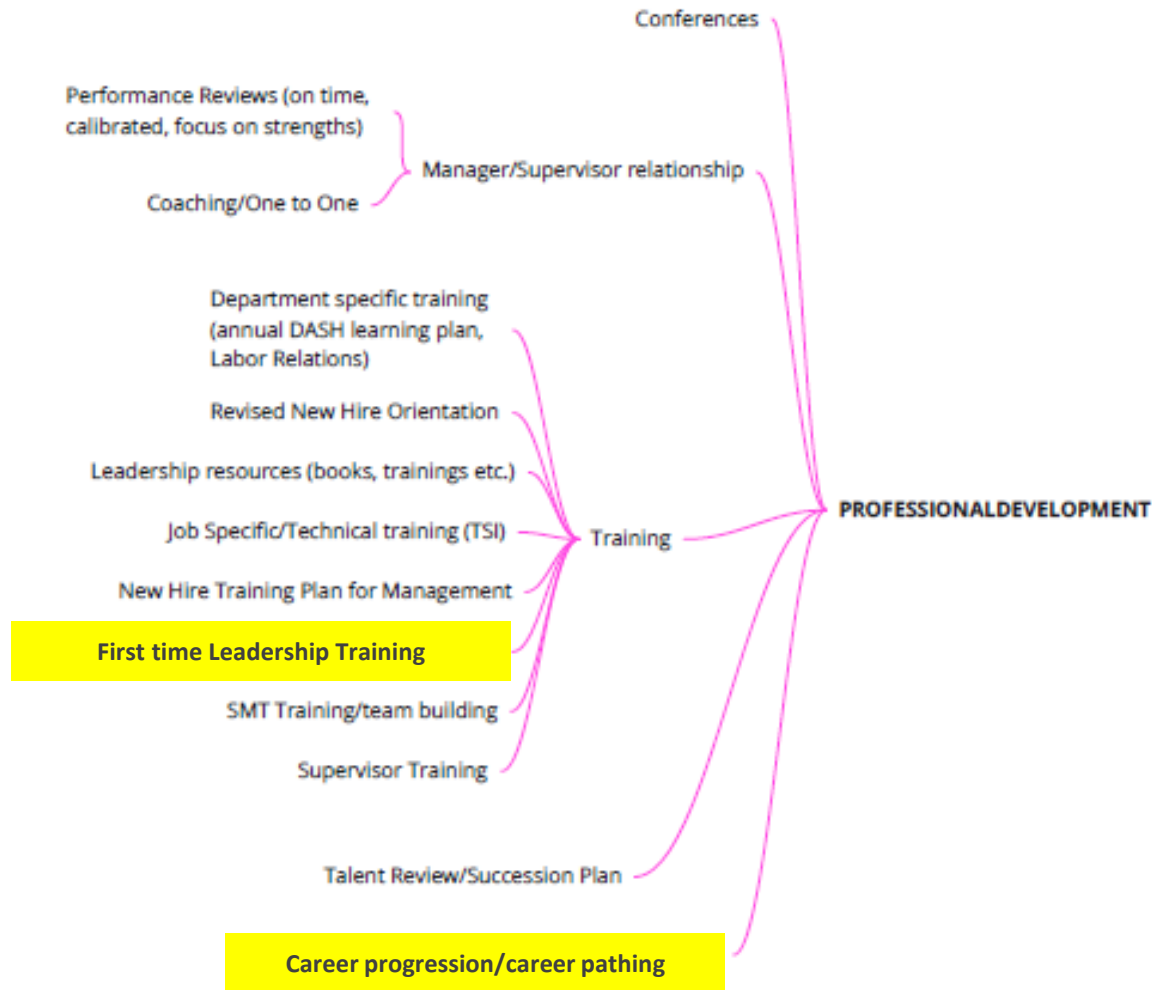 Conferences
Performance Reviews (on time,
calibrated, focus on strengths)
Manager/Supervisor relationship
Coaching/One to One
Department specific training
(annual DASH learning plan,
Labor Relations)
Revised New Hire Orientation
Leadership resources (books, trainings etc.)
PROFESSIONALDEVELOPMENT
Job Specific/Technical training (TSI)
Training
New Hire Training Plan for Management
First time Leadership Training
SMT Training/team building
Supervisor Training
Talent Review/Succession Plan
Career progression/career pathing